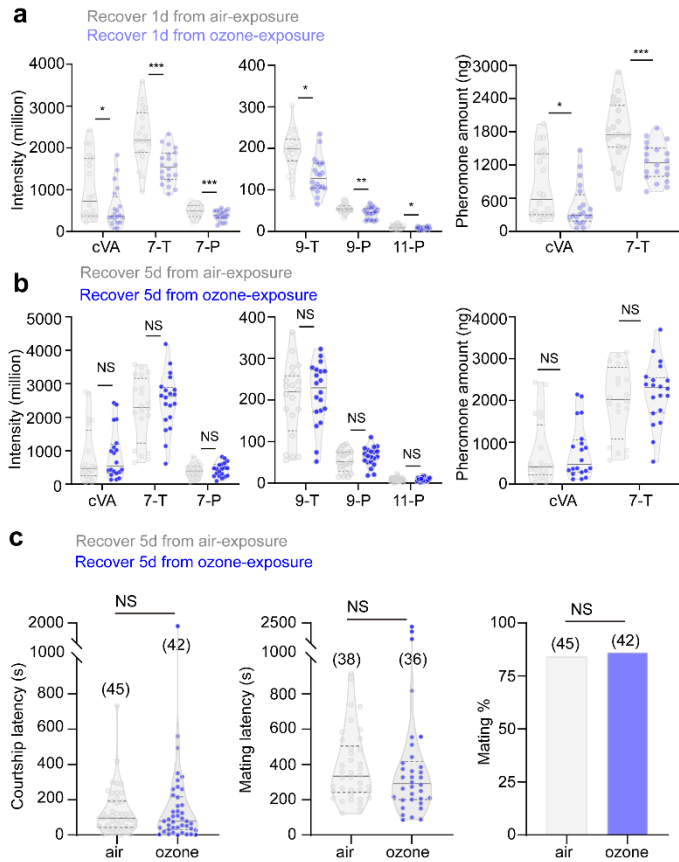 a
Recover 1d from air-exposure
Recover 1d from ozone-exposure
Intensity (million)
4000
3000
2000
1000
0
*
***
***
cVA
7-T
7-P
400
300
200
100
0
*
**
*
9-T
9-P
11-P
Pheromone amount (ng)
3000
2400
1800
1200
600
0
*
***
cVA
7-T
b
Recover 5d from air-exposure
Recover 5d from ozone-exposure
Intensity (million)
5000
4000
3000
2000
1000
0
NS
NS
NS
cVA
7-T
7-P
400
300
200
100
0
NS
NS
NS
9-T
9-P
11-P
Pheromone amount (ng)
4000
3000
2000
1000
0
NS
NS
cVA
7-T
c
Recover 5d from air-exposure
Recover 5d from ozone-exposure
Courtship latency (s)
2000
1000
800
600
400
200
0
NS
(45)
(42)
air
ozone
Mating latency (s)
2500
1000
800
600
400
200
0
NS
(38)
(36)
air
ozone
Mating %
100
75
50
25
0
NS
(45)
(42)
air
ozone